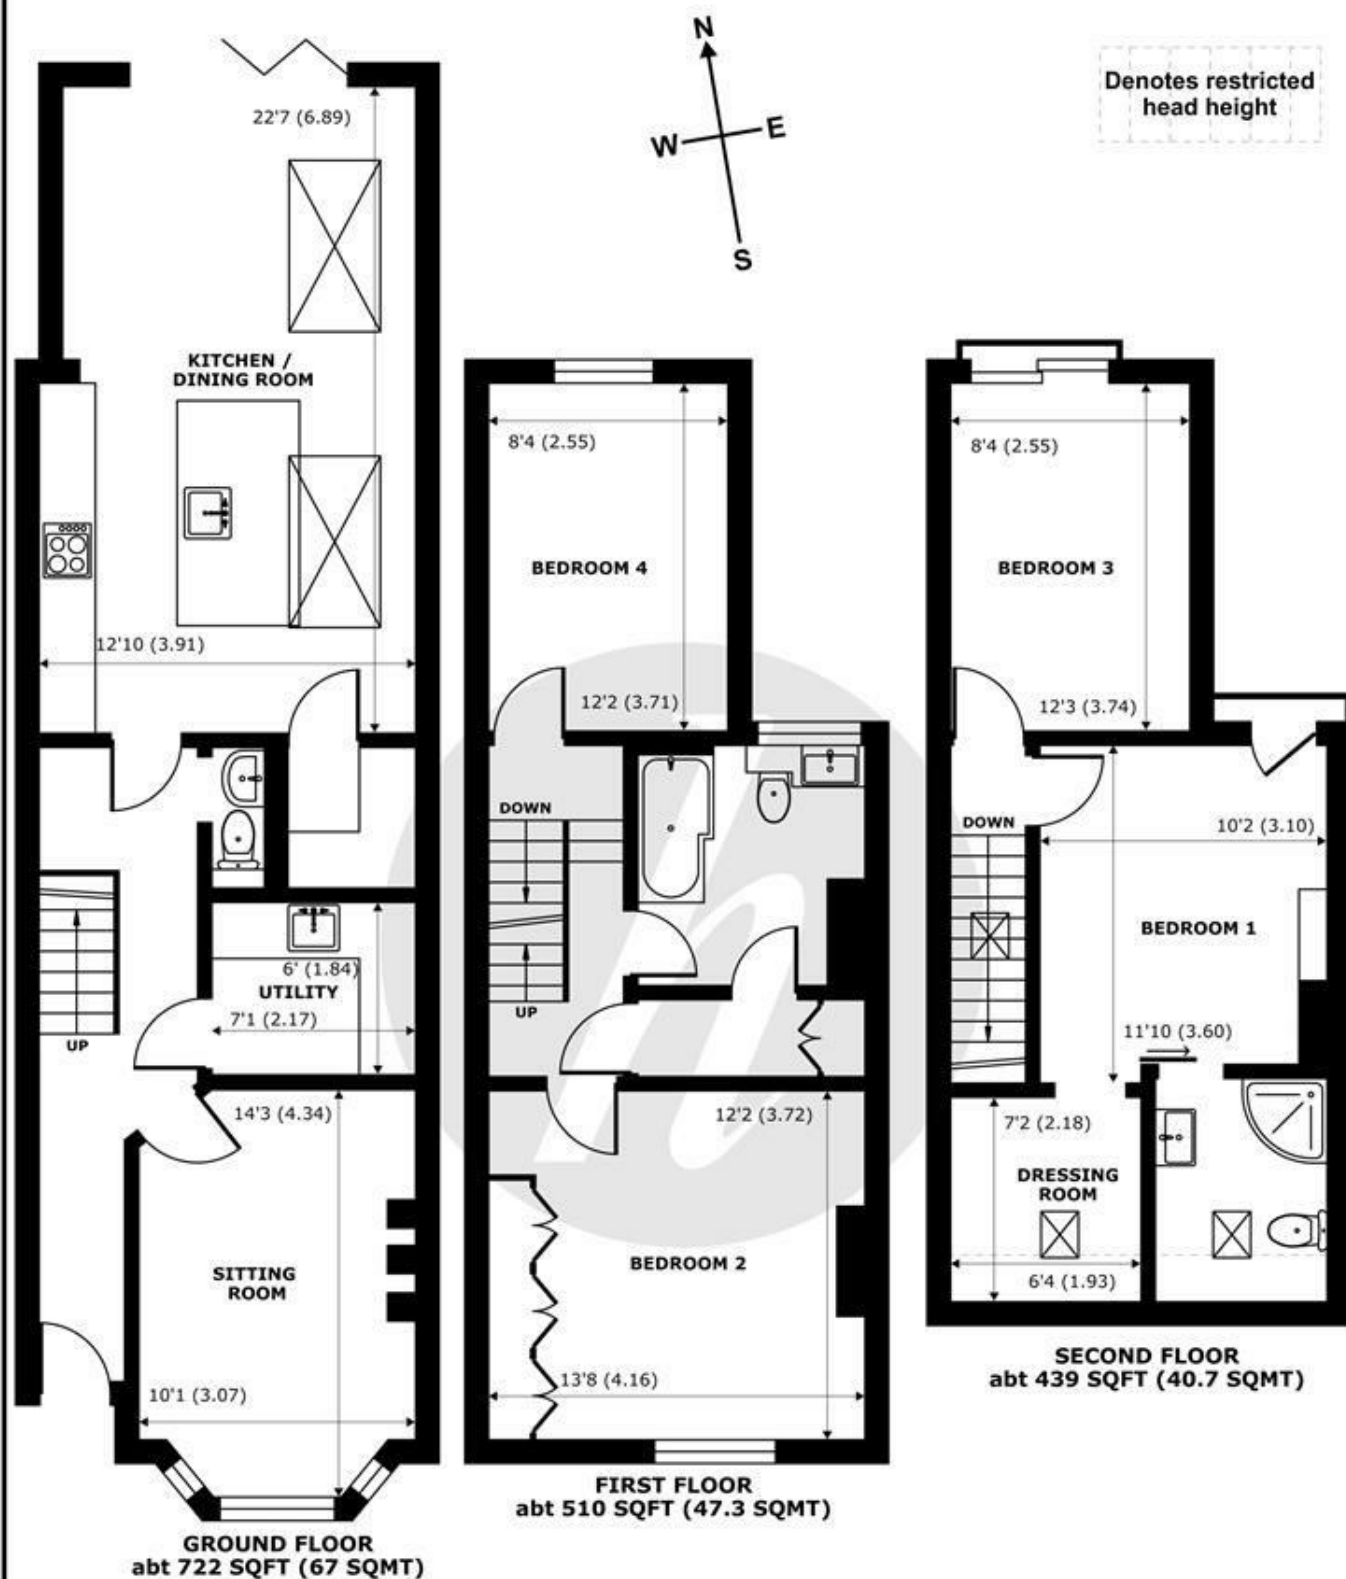 N
W
E
S
Denotes restricted
head height
22'7 (6.89)
KITCHEN /
DINING ROOM
12'10 (3.91)
UP
6' (1.84)
UTILITY
7'1 (2.17)
14'3 (4.34)
SITTING
ROOM
10'1 (3.07)
GROUND FLOOR
abt 722 SQFT (67 SQMT)
8'4 (2.55)
BEDROOM 4
12'2 (3.71)
DOWN
UP
12'2 (3.72)
BEDROOM 2
13'8 (4.16)
FIRST FLOOR
abt 510 SQFT (47.3 SQMT)
8'4 (2.55)
BEDROOM 3
12'3 (3.74)
DOWN
10'2 (3.10)
BEDROOM 1
11'10 (3.60)
7'2 (2.18)
DRESSING
ROOM
6'4 (1.93)
SECOND FLOOR
abt 439 SQFT (40.7 SQMT)
h